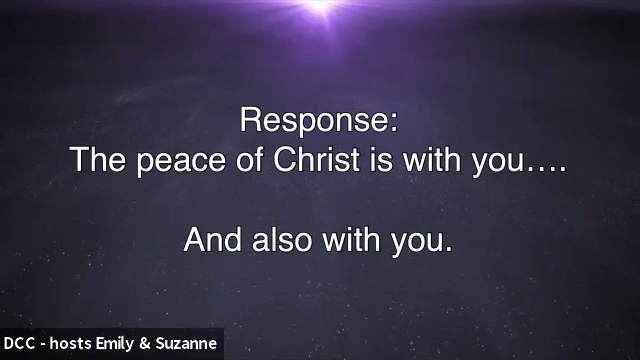 Response:
The peace of Christ is with you….
And also with you.
DCC - hosts Emily & Suzanne